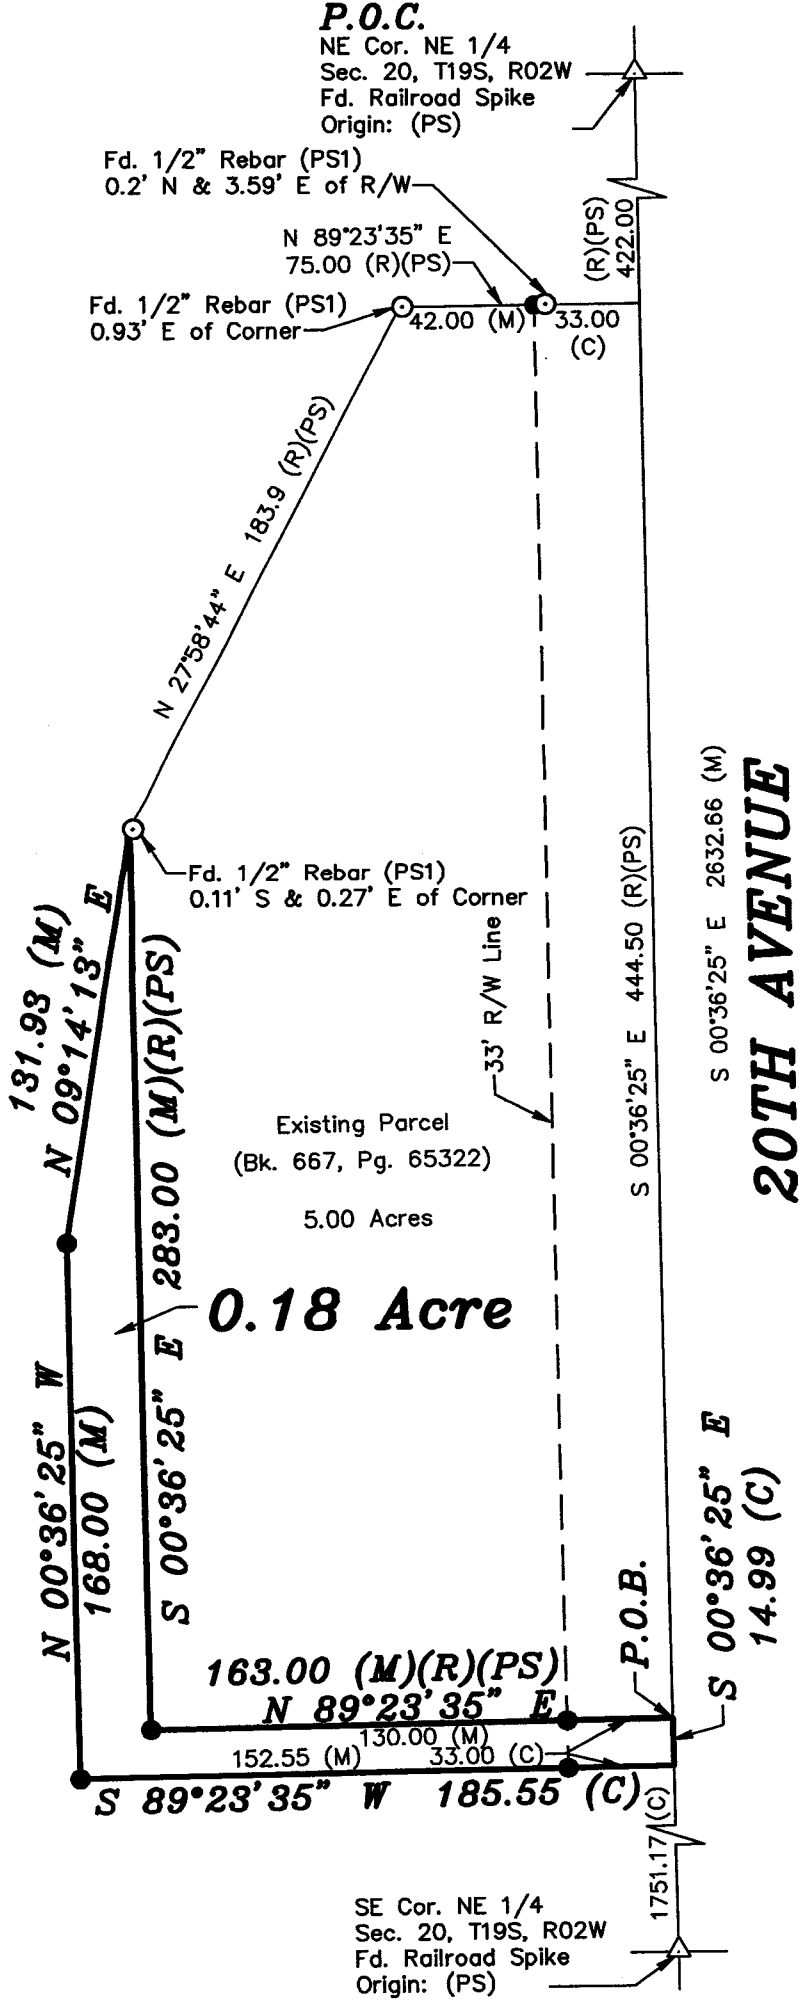 P.O.C.
NE Cor. NE 1/4
Sec. 20, T19S, R02W
Fd. Railroad Spike
Origin: (PS)
Fd. 1/2" Rebar (PS1)
0.2' N & 3.59' E of R/W
(R)(PS)
422.00
N 89°23'35" E
75.00 (R)(PS)
Fd. 1/2" Rebar (PS1)
0.93' E of Corner
42.00 (M)
33.00
(C)
N 27°58'44" E 183.9 (R)(PS)
Fd. 1/2" Rebar (PS1)
0.11' S & 0.27' E of Corner
131.93 (M)
N 09°14'13" E
S 00°36'25" E 283.00 (M)(R)(PS)
33' R/W Line
S 00°36'25" E 444.50 (R)(PS)
S 00°36'25" E 2632.66 (M)
20TH AVENUE
Existing Parcel
(Bk. 667, Pg. 65322)
5.00 Acres
0.18 Acre
N 00°36'25" W
168.00 (M)
P.O.B.
S 00°36'25" E
14.99 (C)
163.00 (M)(R)(PS)
N 89°23'35" E
130.00 (M)
152.55 (M)
33.00 (C)
S 89°23'35" W 185.55 (C)
1751.17 (C)
SE Cor. NE 1/4
Sec. 20, T19S, R02W
Fd. Railroad Spike
Origin: (PS)